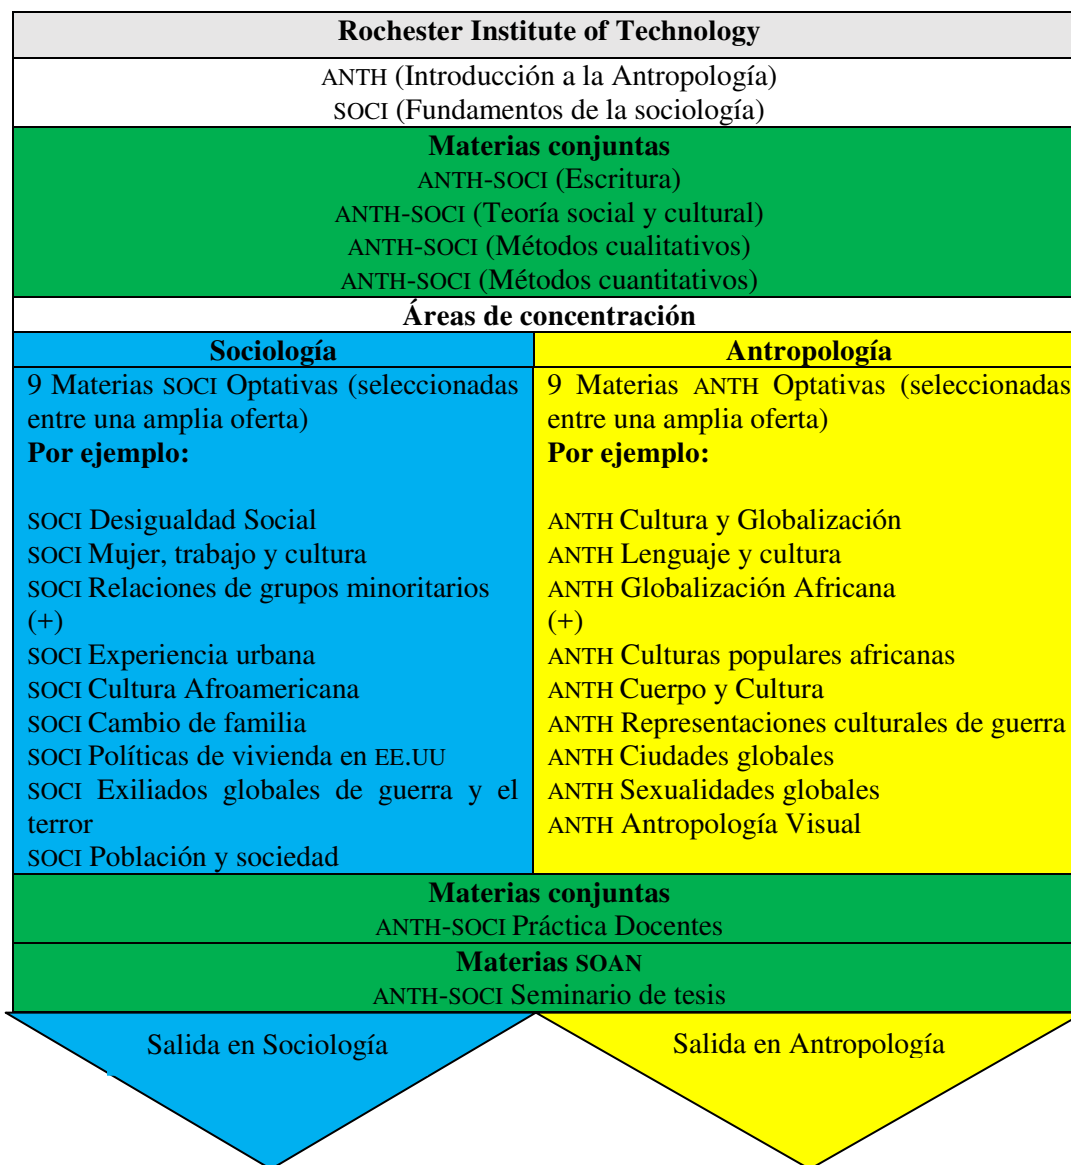 Rochester Institute of Technology
ANTH (Introducción a la Antropología)
SOCI (Fundamentos de la sociología)
Materias conjuntas
ANTH-SOCI (Escritura)
ANTH-SOCI (Teoría social y cultural)
ANTH-SOCI (Métodos cualitativos)
ANTH-SOCI (Métodos cuantitativos)
Áreas de concentración
Sociología
9 Materias SOCI Optativas (seleccionadas
entre una amplia oferta)
Por ejemplo:
SOCI Desigualdad Social
SOCI Mujer, trabajo y cultura
SOCI Relaciones de grupos minoritarios
(+)
SOCI Experiencia urbana
SOCI Cultura Afroamericana
SOCI Cambio de familia
SOCI Políticas de vivienda en EE.UU
SOCI Exiliados globales de guerra y el
terror
SOCI Población y sociedad
Antropología
9 Materias ANTH Optativas (seleccionadas
entre una amplia oferta)
Por ejemplo:
ANTH Cultura y Globalización
ANTH Lenguaje y cultura
ANTH Globalización Africana
(+)
ANTH Culturas populares africanas
ANTH Cuerpo y Cultura
ANTH Representaciones culturales de guerra
ANTH Ciudades globales
ANTH Sexualidades globales
ANTH Antropología Visual
Materias conjuntas
ANTH-SOCI Práctica Docentes
Materias SOAN
ANTH-SOCI Seminario de tesis
Salida en Sociología
Salida en Antropología